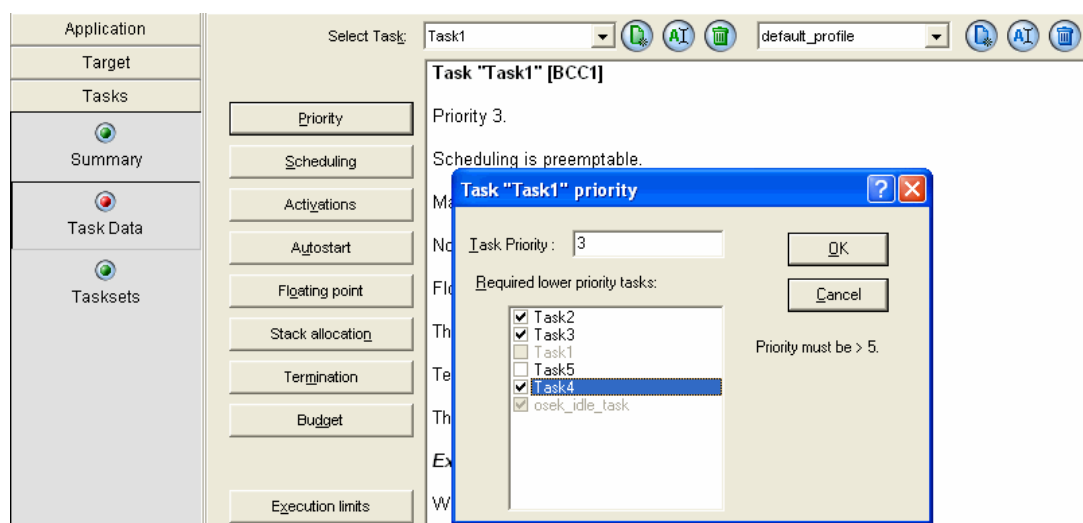 Application
Target
Tasks
Summary
Task Data
Tasksets
Select Task: Task1 default_profile
Priority
Scheduling
Activations
Autostart
Floating point
Stack allocation
Termination
Budget
Execution limits
Task "Task1" [BCC1]
Priority 3.
Scheduling is preemptable.
Ma
No
Flo
Th
Te
Th
Ex
W
Task "Task1" priority
Task Priority : 3
Required lower priority tasks:
Task2
Task3
Task1
Task5
Task4
osek_idle_task
OK
Cancel
Priority must be > 5.